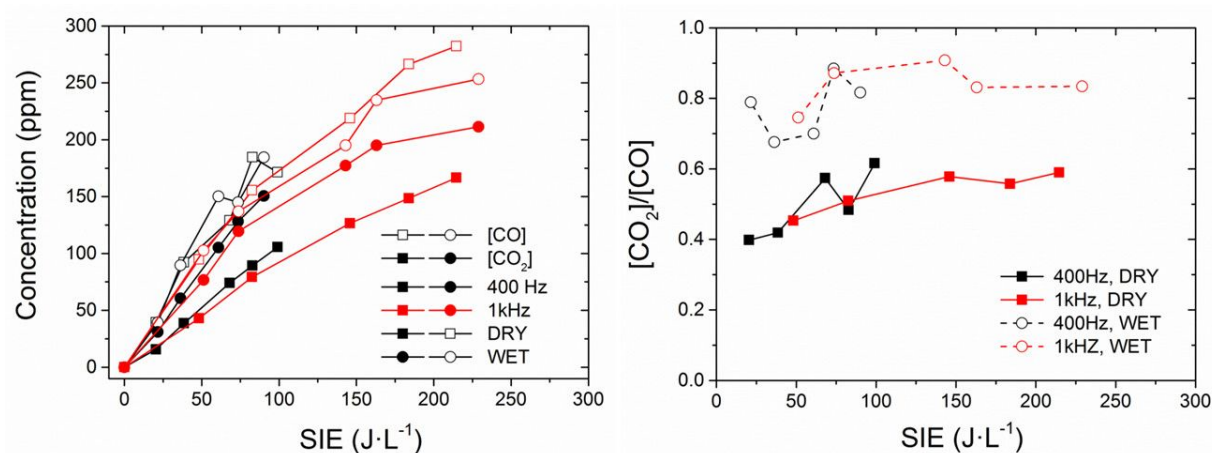 300
250
200
150
100
50
0
Concentration (ppm)
[CO]
[CO₂]
400 Hz
1kHz
DRY
WET
0 50 100 150 200 250 300
SIE (J·L⁻¹)
1.0
0.8
0.6
0.4
0.2
0.0
[CO₂]/[CO]
400Hz, DRY
1kHz, DRY
400Hz, WET
1kHZ, WET
0 50 100 150 200 250 300
SIE (J·L⁻¹)